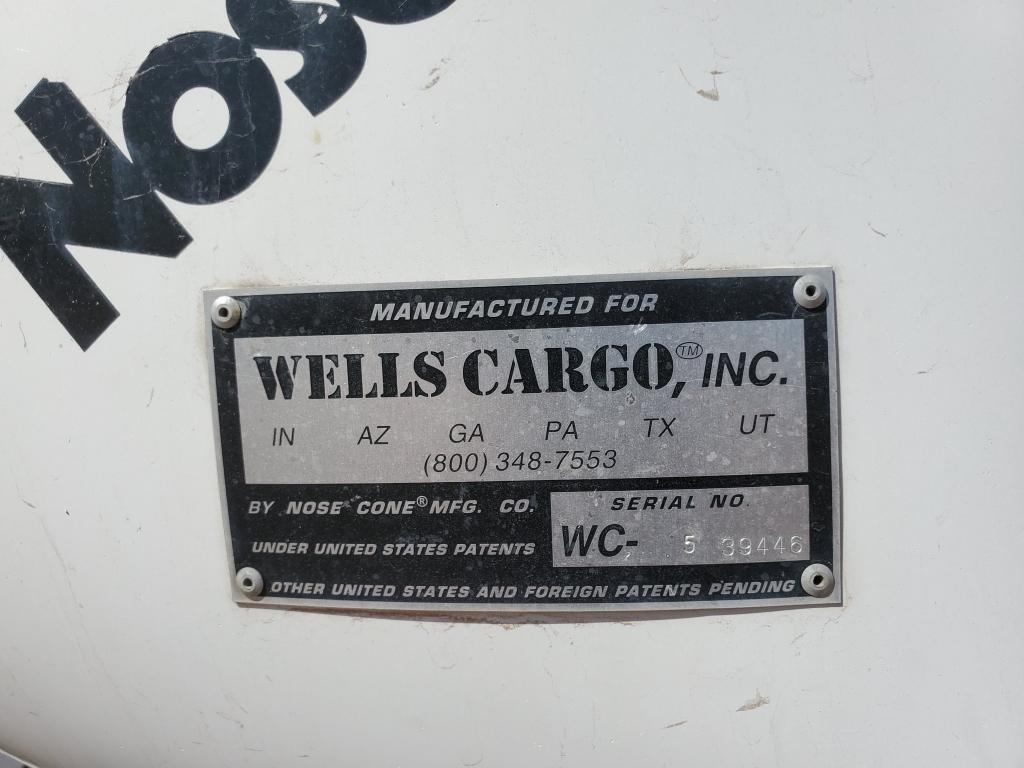 NOSE
MANUFACTURED FOR
WELLS CARGO,™ INC.
IN AZ GA PA TX UT
(800) 348-7553
BY NOSE CONE® MFG. CO.
UNDER UNITED STATES PATENTS
SERIAL NO.
WC- 5 39446
OTHER UNITED STATES AND FOREIGN PATENTS PENDING